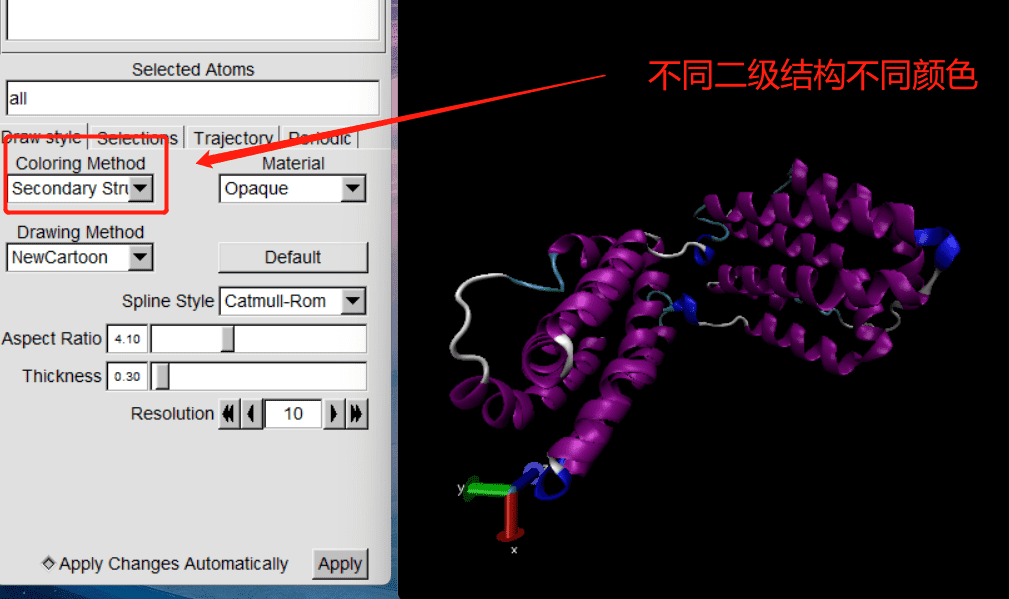 Selected Atoms
all
Draw style Selections Trajectory Periodic
Coloring Method Material
Secondary Stru Opaque
Drawing Method
NewCartoon Default
Spline Style Catmull-Rom
Aspect Ratio 4.10
Thickness 0.30
Resolution 10
Apply Changes Automatically Apply
不同二级结构不同颜色
y
x